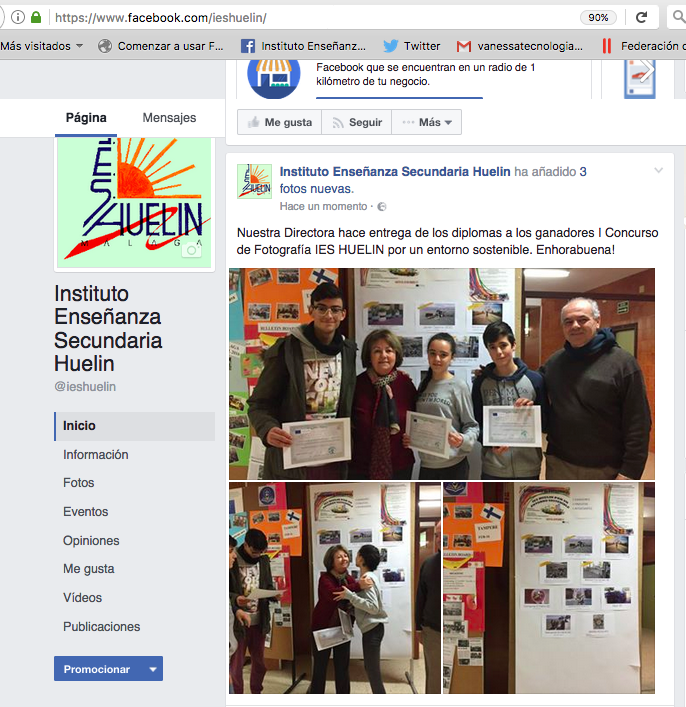 https://www.facebook.com/ieshuelin/
90%
Más visitados
Comenzar a usar F...
Instituto Enseñanz...
Twitter
vanessatecnologia...
Federación d
Facebook que se encuentran en un radio de 1
kilómetro de tu negocio.
Página
Mensajes
Me gusta
Seguir
Más
I.E.S. HUELIN
MALAGA
Instituto
Enseñanza
Secundaria
Huelin
@ieshuelin
Inicio
Información
Fotos
Eventos
Opiniones
Me gusta
Vídeos
Publicaciones
Promocionar
Instituto Enseñanza Secundaria Huelin ha añadido 3
fotos nuevas.
Hace un momento ·
Nuestra Directora hace entrega de los diplomas a los ganadores I Concurso
de Fotografía IES HUELIN por un entorno sostenible. Enhorabuena!
BULLETIN BOARD
NEW
YORK
TAMPERE
TAMPERE